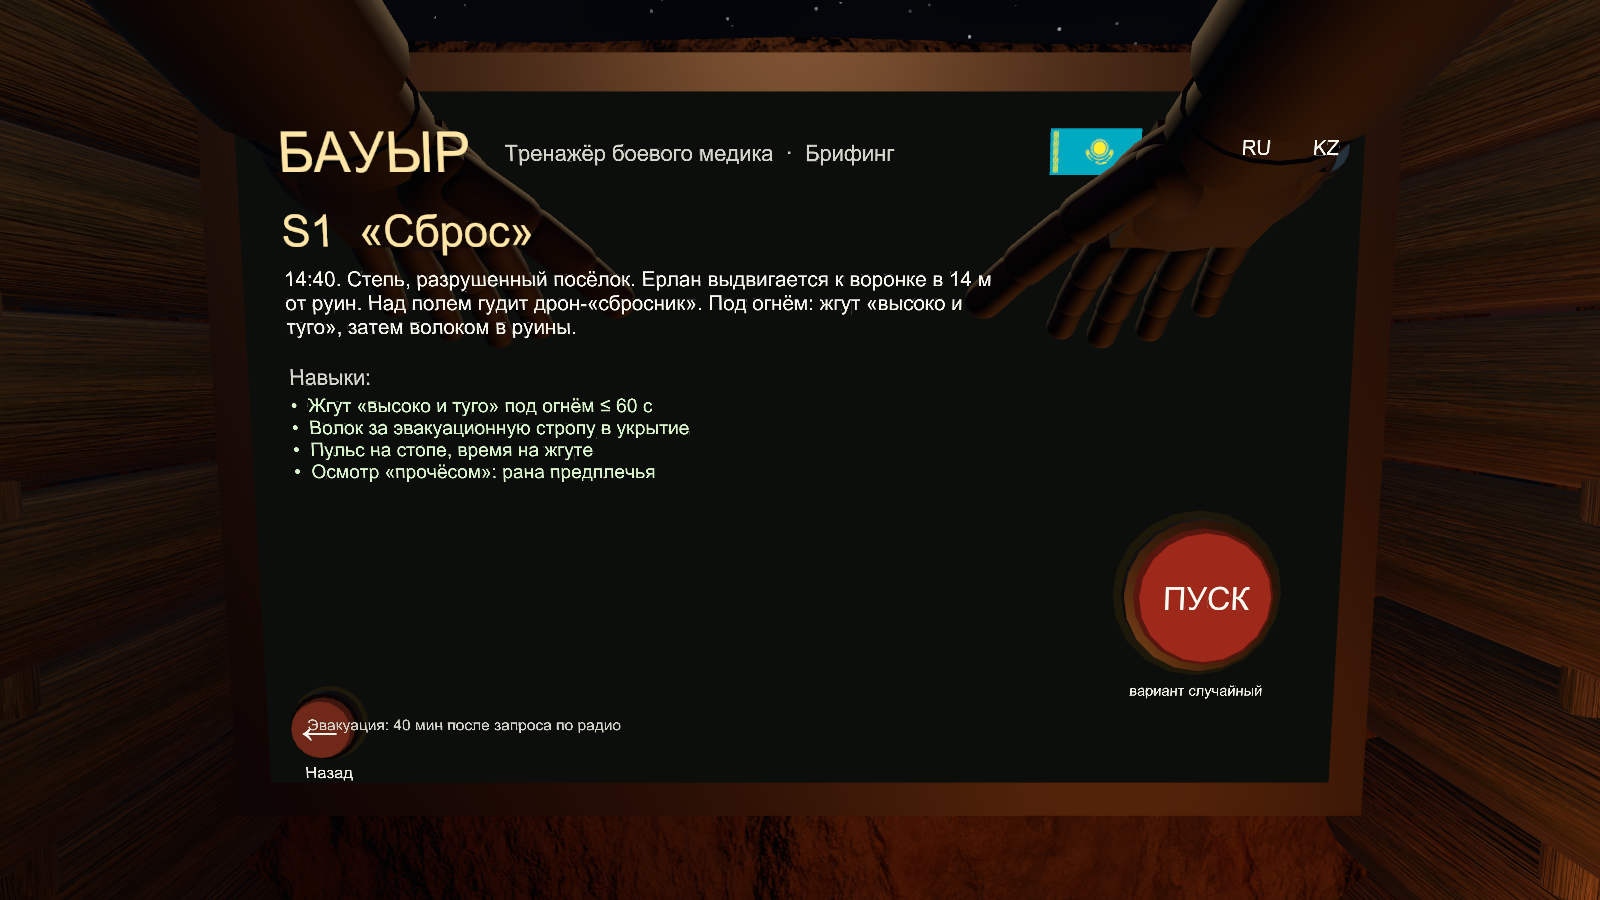 БАУЫР
Тренажёр боевого медика · Брифинг
RU
KZ
S1 «Сброс»
14:40. Степь, разрушенный посёлок. Ерлан выдвигается к воронке в 14 м
от руин. Над полем гудит дрон-«сбросник». Под огнём: жгут «высоко и
туго», затем волоком в руины.
Навыки:
• Жгут «высоко и туго» под огнём ≤ 60 с
• Волок за эвакуационную стропу в укрытие
• Пульс на стопе, время на жгуте
• Осмотр «прочёсом»: рана предплечья
ПУСК
вариант случайный
Эвакуация: 40 мин после запроса по радио
←
Назад